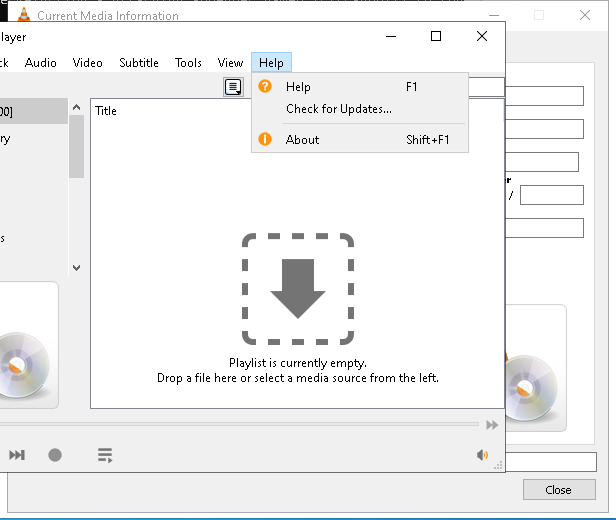 Current Media Information
layer
ck Audio Video Subtitle Tools View Help
Help F1
Check for Updates...
About Shift+F1
00]
ry
s
Title
r
/
Playlist is currently empty.
Drop a file here or select a media source from the left.
Close